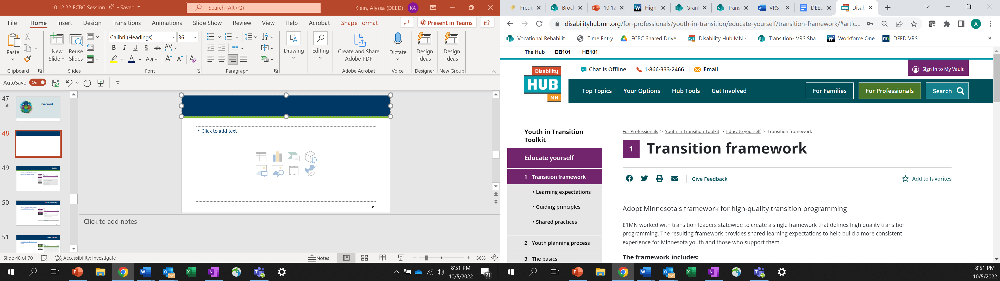 10.12.22 ECBC Session • Saved
Search (Alt+Q)
Klein, Alyssa (DEED) KA
File Home Insert Design Transitions Animations Slide Show Review View Help Acrobat Shape Format
Present in Teams
Calibri (Headings) 36
Paste
New Slide
Reuse Slides
B I U S ab AV
A Aa A A A
Drawing
Editing
Create and Share Adobe PDF
Dictate
Design Ideas
Design Ideas
Clipboard Slides Font Paragraph Adobe Acrobat Voice Designer New Group
AutoSave On
47
Homework!
48
49
Policies
50
E1MN Partnership
51
Engage Families
• Click to add text
48
Click to add notes
Slide 48 of 70 Accessibility: Investigate Notes 36%
8:51 PM
10/5/2022
21
Frequ Broch 10.12 High Grant Trans VRS_ DEED Disab
disabilityhubmn.org/for-professionals/youth-in-transition/educate-yourself/transition-framework/#artic...
A
Vocational Rehabilit... Time Entry ECBC Shared Drive... Disability Hub MN -... Transition- VRS Sha... Workforce One DEED VRS »
The Hub DB101 HB101
Disability
HUB
MN
Chat is Offline 1-866-333-2466 Email
Sign in to My Vault
Top Topics Your Options Hub Tools Get Involved For Families For Professionals Search
Youth in Transition
Toolkit
Educate yourself
1 Transition framework
• Learning expectations
• Guiding principles
• Shared practices
2 Youth planning process
3 The basics
For Professionals > Youth in Transition Toolkit > Educate yourself > Transition framework
1 Transition framework
Give Feedback
Add to favorites
Adopt Minnesota's framework for high-quality transition programming
E1MN worked with transition leaders statewide to create a single framework that defines high quality transition
programming. The resulting framework provides shared learning expectations to help build a more consistent
experience for Minnesota youth and those who support them.
The framework includes:
8:51 PM
10/5/2022